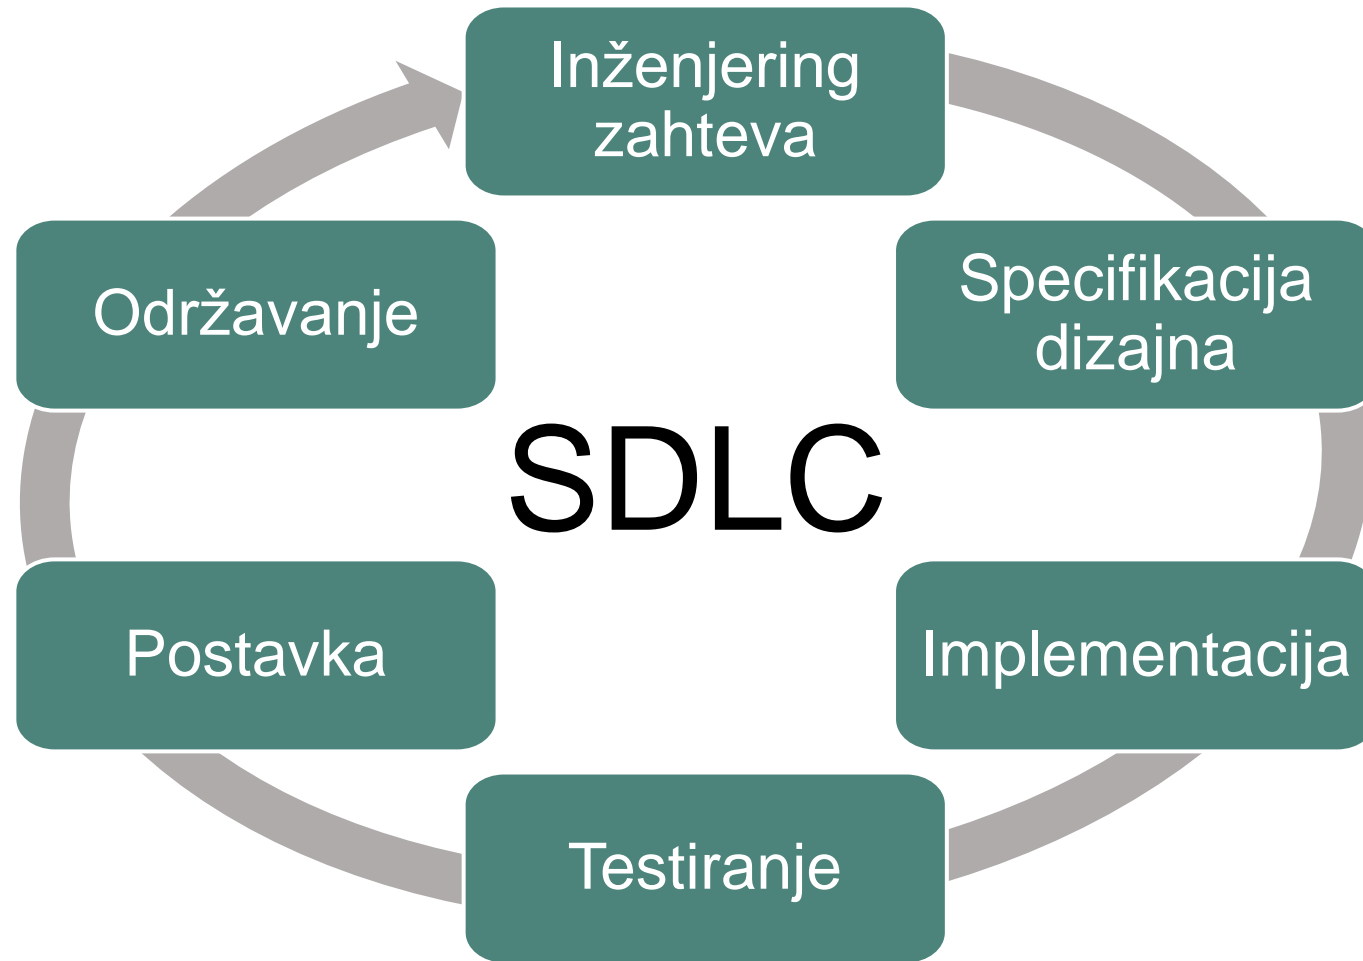 Inženjering
zahteva
Specifikacija
dizajna
Implementacija
Testiranje
Postavka
Održavanje
SDLC